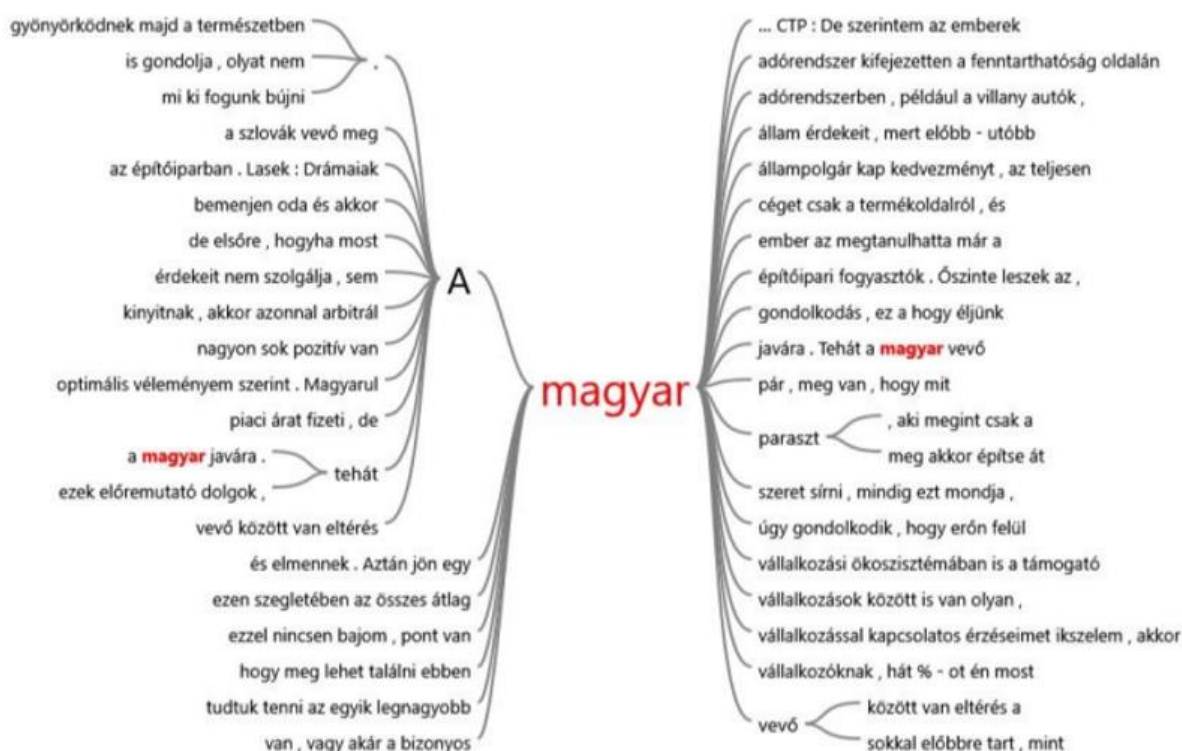 gyönyörködnek majd a természetben
is gondolja , olyat nem
mi ki fogunk bújni
.
a szlovák vevő meg
az építőiparban . Lasek : Drámaiak
bemenjen oda és akkor
de elsőre , hogyha most
érdekeit nem szolgálja , sem
kinyitnak , akkor azonnal arbitrál
nagyon sok pozitív van
optimális véleményem szerint . Magyarul
piaci árat fizeti , de
a magyar javára .
ezek előremutató dolgok ,
tehát
vevő között van eltérés
A
és elmennek . Aztán jön egy
ezen szegletében az összes átlag
ezzel nincsen bajom , pont van
hogy meg lehet találni ebben
tudtuk tenni az egyik legnagyobb
van , vagy akár a bizonyos
magyar
... CTP : De szerintem az emberek
adórendszer kifejezetten a fenntarthatóság oldalán
adórendszerben , például a villany autók ,
állam érdekeit , mert előbb - utóbb
állampolgár kap kedvezményt , az teljesen
céget csak a termékoldalról , és
ember az megtanulhatta már a
építőipari fogyasztók . Őszinte leszek az ,
gondolkodás , ez a hogy éljünk
javára . Tehát a magyar vevő
pár , meg van , hogy mit
paraszt
, aki megint csak a
meg akkor építse át
szeret sírni , mindig ezt mondja ,
úgy gondolkodik , hogy erőn felül
vállalkozási ökoszisztémában is a támogató
vállalkozások között is van olyan ,
vállalkozással kapcsolatos érzéseimet ikszelem , akkor
vállalkozóknak , hát % - ot én most
vevő
között van eltérés a
sokkal előbbre tart , mint